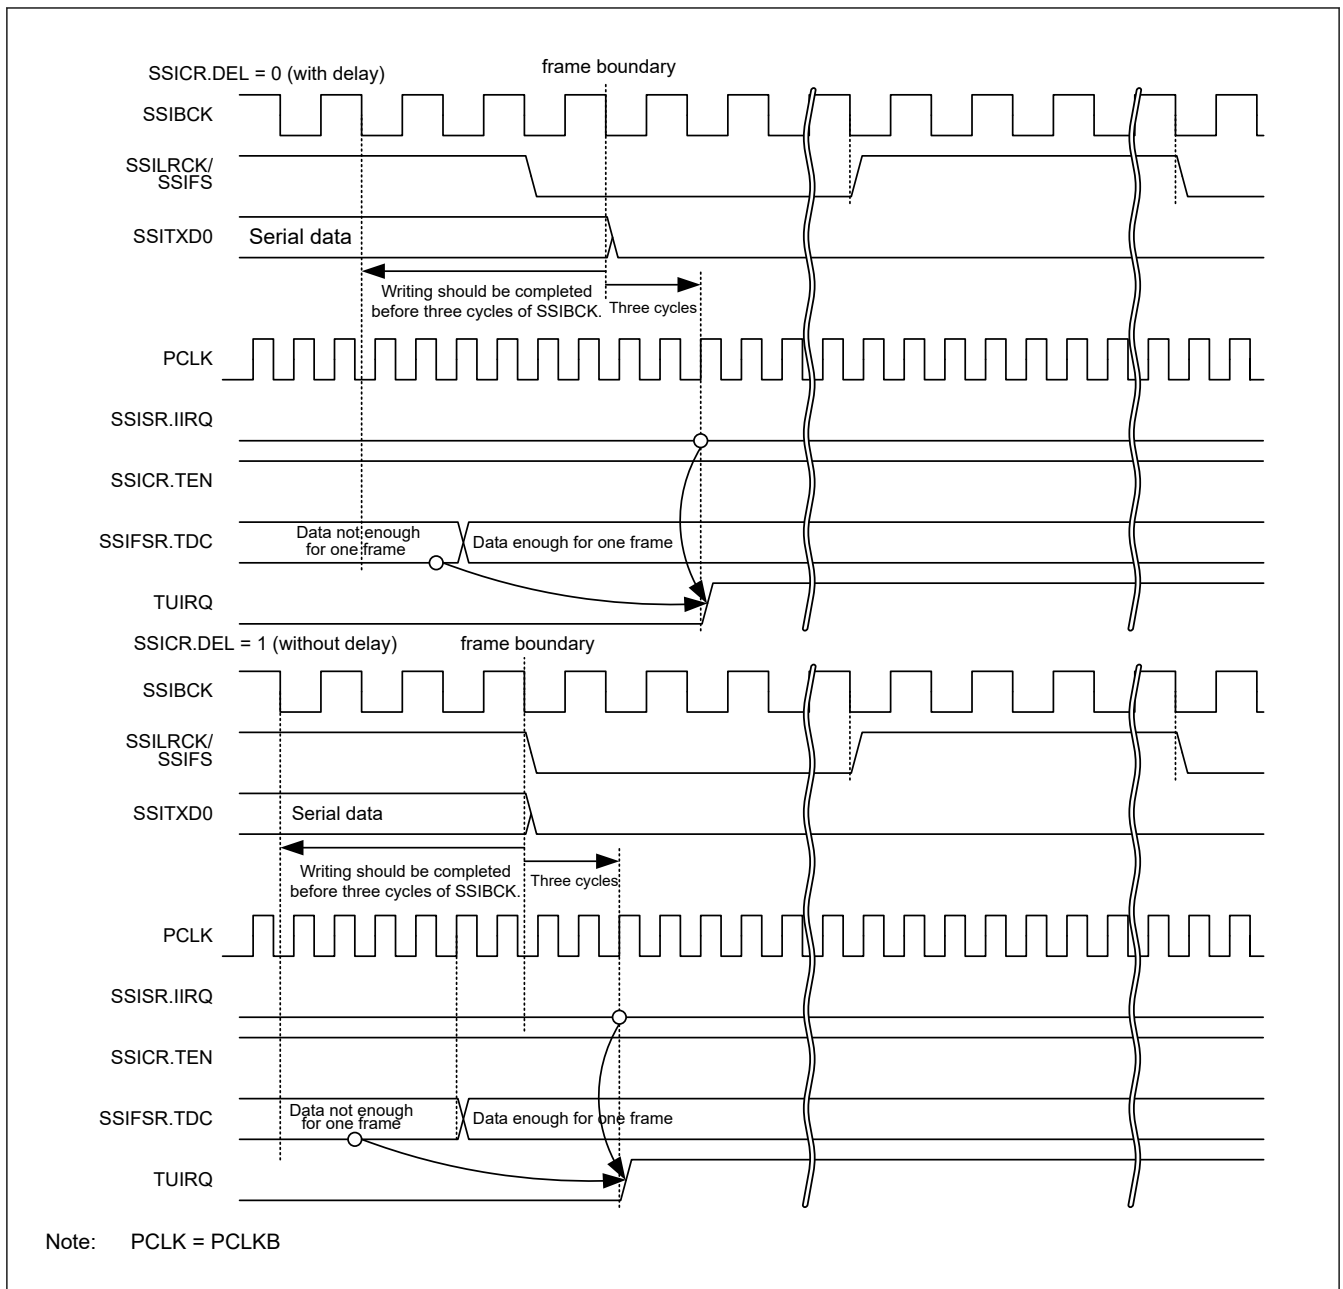 SSICR.DEL = 0 (with delay)
frame boundary
SSIBCK
SSILRCK/
SSIFS
SSITXD0
Serial data
Writing should be completed
before three cycles of SSIBCK.
Three cycles
PCLK
SSISR.IIRQ
SSICR.TEN
SSIFSR.TDC
Data not enough
for one frame
Data enough for one frame
TUIRQ
SSICR.DEL = 1 (without delay)
frame boundary
SSIBCK
SSILRCK/
SSIFS
SSITXD0
Serial data
Writing should be completed
before three cycles of SSIBCK.
Three cycles
PCLK
SSISR.IIRQ
SSICR.TEN
SSIFSR.TDC
Data not enough
for one frame
Data enough for one frame
TUIRQ
Note: PCLK = PCLKB